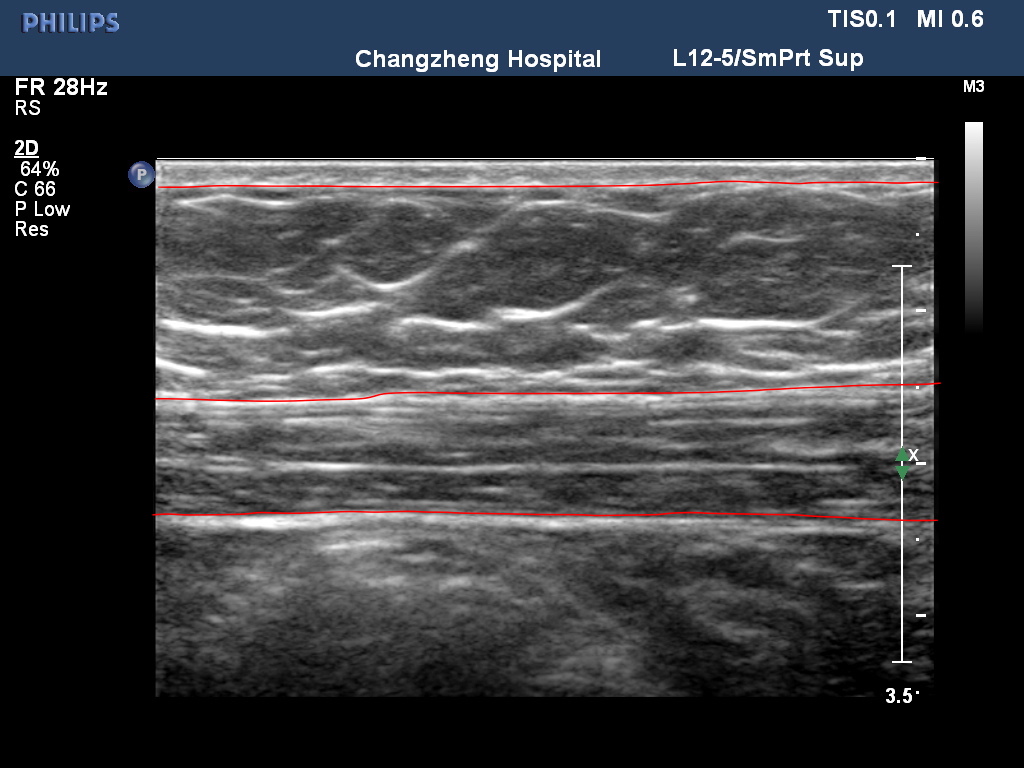 PHILIPS
TIS0.1 MI 0.6
Changzheng Hospital
L12-5/SmPrt Sup
FR 28Hz
RS
M3
2D
64%
C 66
P Low
Res
P
X
3.5